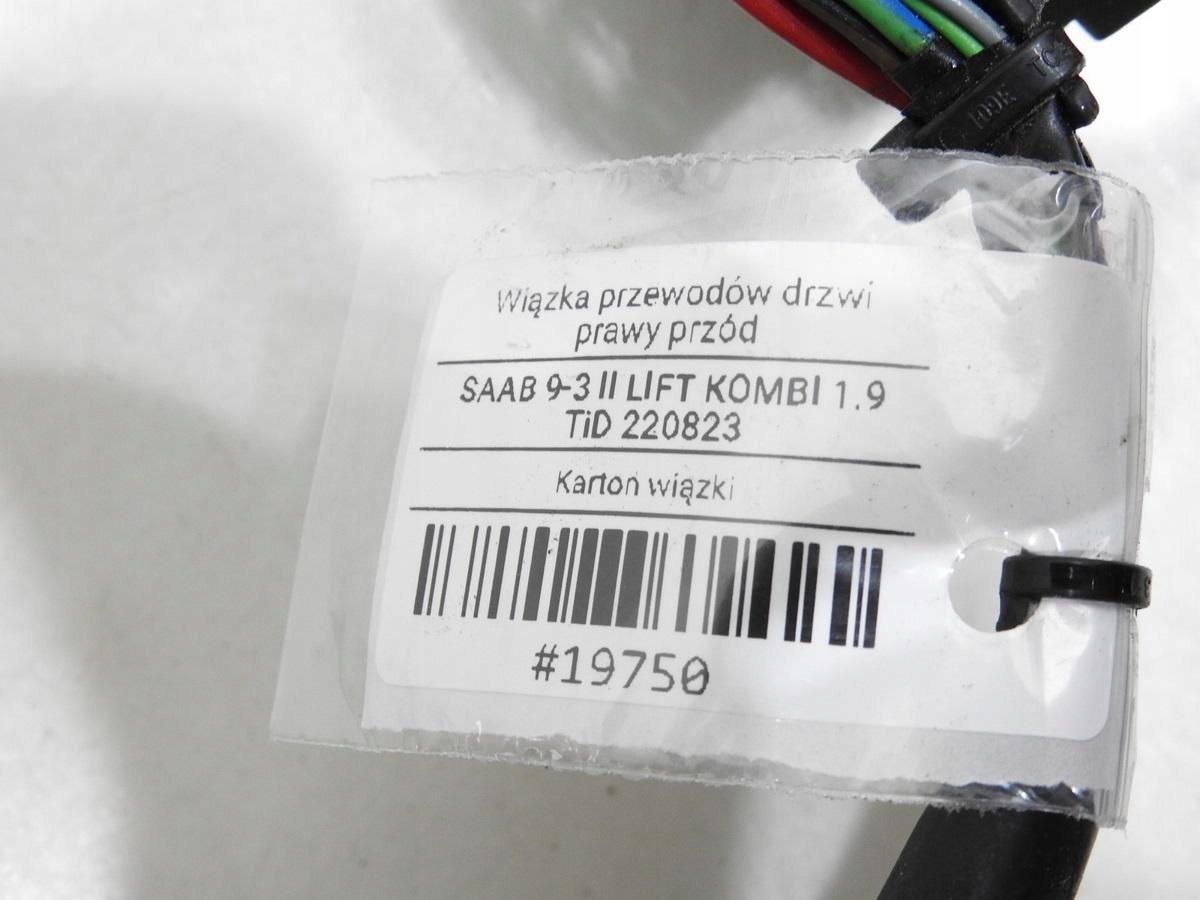 Wiązka przewodów drzwi
prawy przód
SAAB 9-3 II LIFT KOMBI 1.9
TiD 220823
Karton wiązki
#19750